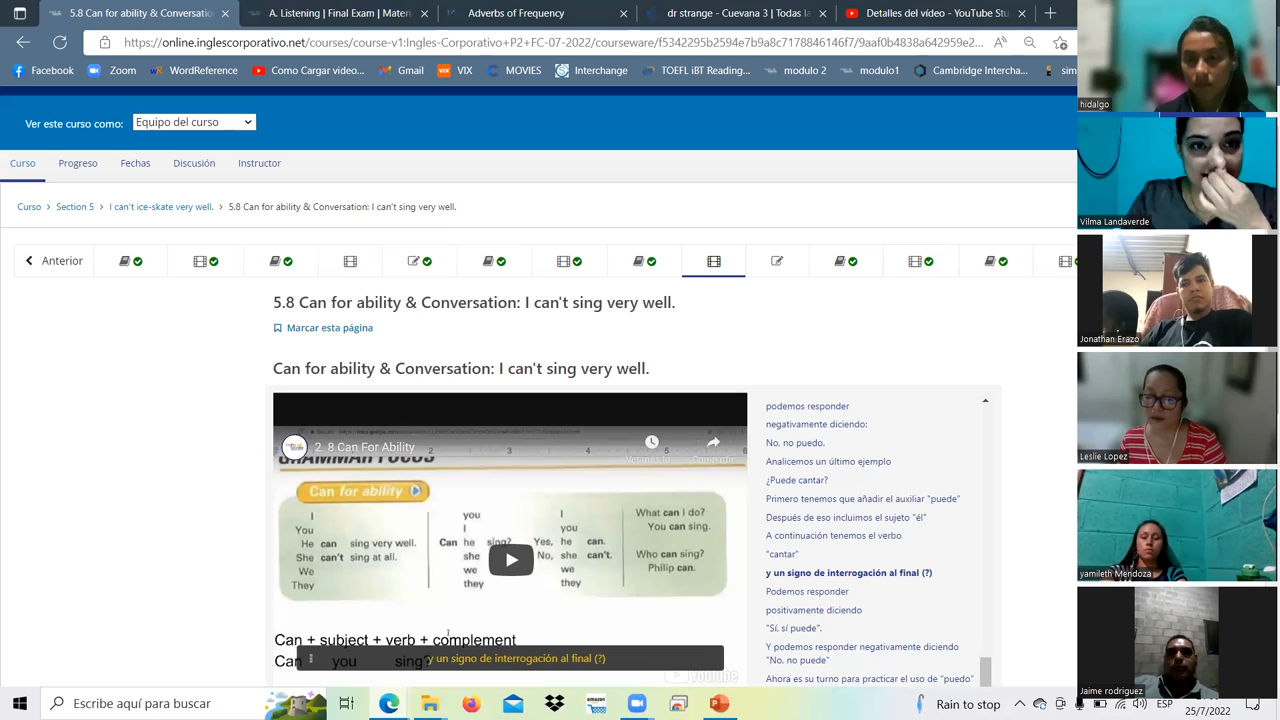 5.8 Can for ability & Conversa
A. Listening | Final Exam | Mater
Adverbs of Frequency
dr strange - Cuevana 3 | Todas l
Detalles del vídeo - YouTube Stu
https://online.inglescorporativo.net/courses/course-v1:Ingles-Corporativo+P2+FC-07-2022/courseware/f5342295b2594e7b9a8c7178846146f7/9aaf0b4838a642959e2...
Facebook
Zoom
WordReference
Como Cargar video...
Gmail
VIX
MOVIES
Interchange
TOEFL iBT Reading...
modulo 2
modulo1
Cambridge Intercha...
sim
Ver este curso como:
Equipo del curso
Curso
Progreso
Fechas
Discusión
Instructor
Curso > Section 5 > I can't ice-skate very well. > 5.8 Can for ability & Conversation: I can't sing very well.
Anterior
5.8 Can for ability & Conversation: I can't sing very well.
Marcar esta página
Can for ability & Conversation: I can't sing very well.
2. 8 Can For Ability
GRAMMAR FOCUS
Can for ability
I
You
He can sing very well.
She can't sing at all.
We
They
you
I
Can he sing?
she
we
they
I
you
Yes, he can.
No, she can't.
we
they
What can I do?
You can sing.
Who can sing?
Philip can.
Can + subject + verb + complement
Can you sing?
y un signo de interrogación al final (?)
YouTube
podemos responder
negativamente diciendo:
No, no puedo.
Analicemos un último ejemplo
¿Puede cantar?
Primero tenemos que añadir el auxiliar "puede"
Después de eso incluimos el sujeto "él"
A continuación tenemos el verbo
"cantar"
y un signo de interrogación al final (?)
Podemos responder
positivamente diciendo
"Sí, sí puede".
Y podemos responder negativamente diciendo
"No, no puede"
Ahora es su turno para practicar el uso de "puedo"
hidalgo
Vilma Landaverde
Jonathan Erazo
Leslie Lopez
yamileth Mendoza
Jaime rodriguez
Escribe aquí para buscar
Rain to stop
ESP
25/7/2022